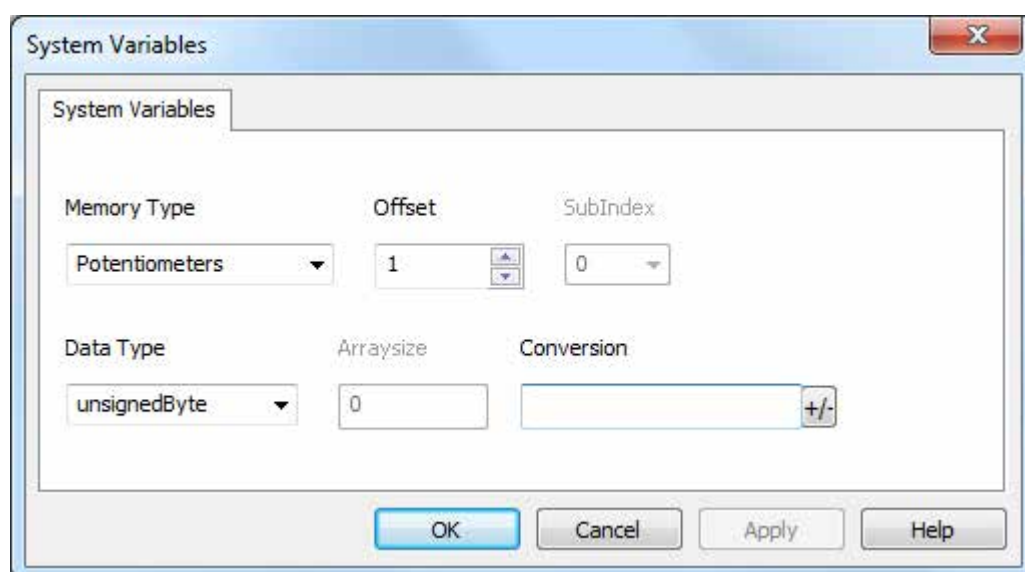 System Variables
System Variables
Memory Type Offset SubIndex
Potentiometers 1 0
Data Type Arraysize Conversion
unsignedByte 0 +/-
OK Cancel Apply Help